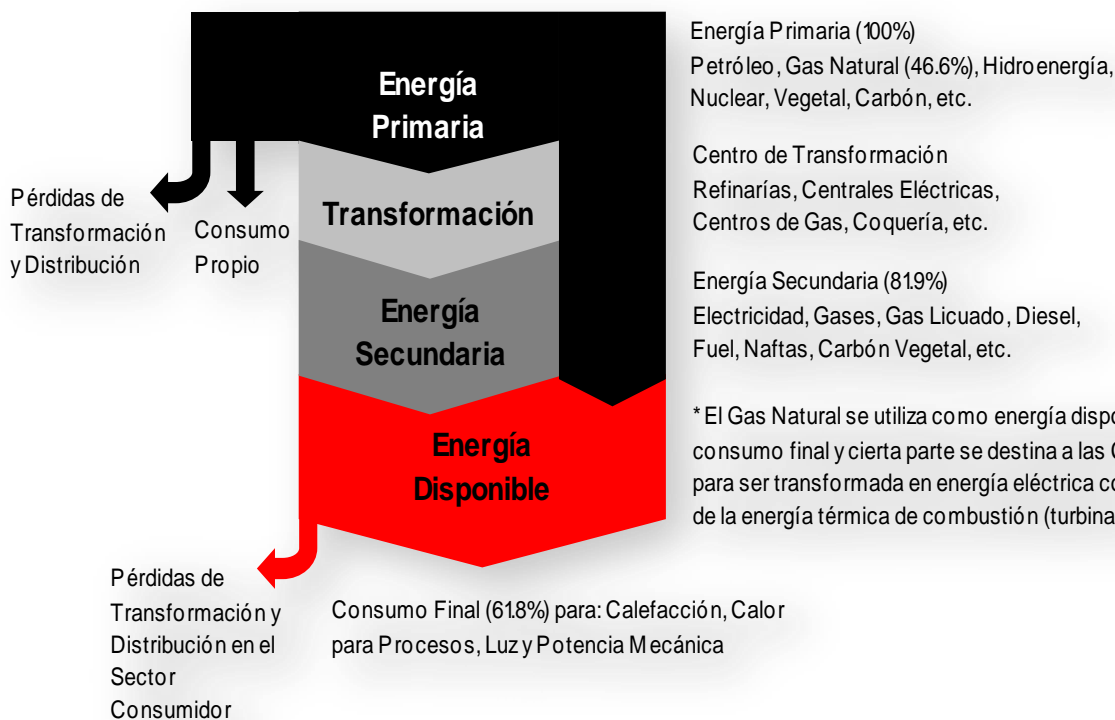 Energía
Primaria
Transformación
Energía
Secundaria
Energía
Disponible
Pérdidas de
Transformación
y Distribución
Consumo
Propio
Energía Primaria (100%)
Petróleo, Gas Natural (46.6%), Hidroenergía,
Nuclear, Vegetal, Carbón, etc.
Centro de Transformación
Refinarías, Centrales Eléctricas,
Centros de Gas, Coquería, etc.
Energía Secundaria (81.9%)
Electricidad, Gases, Gas Licuado, Diesel,
Fuel, Naftas, Carbón Vegetal, etc.
* El Gas Natural se utiliza como energía
consumo final y cierta parte se destina a las
para ser transformada en energía eléctrica
de la energía térmica de combustión
Pérdidas de
Transformación y
Distribución en el
Sector
Consumidor
Consumo Final (61.8%) para: Calefacción, Calor
para Procesos, Luz y Potencia Mecánica